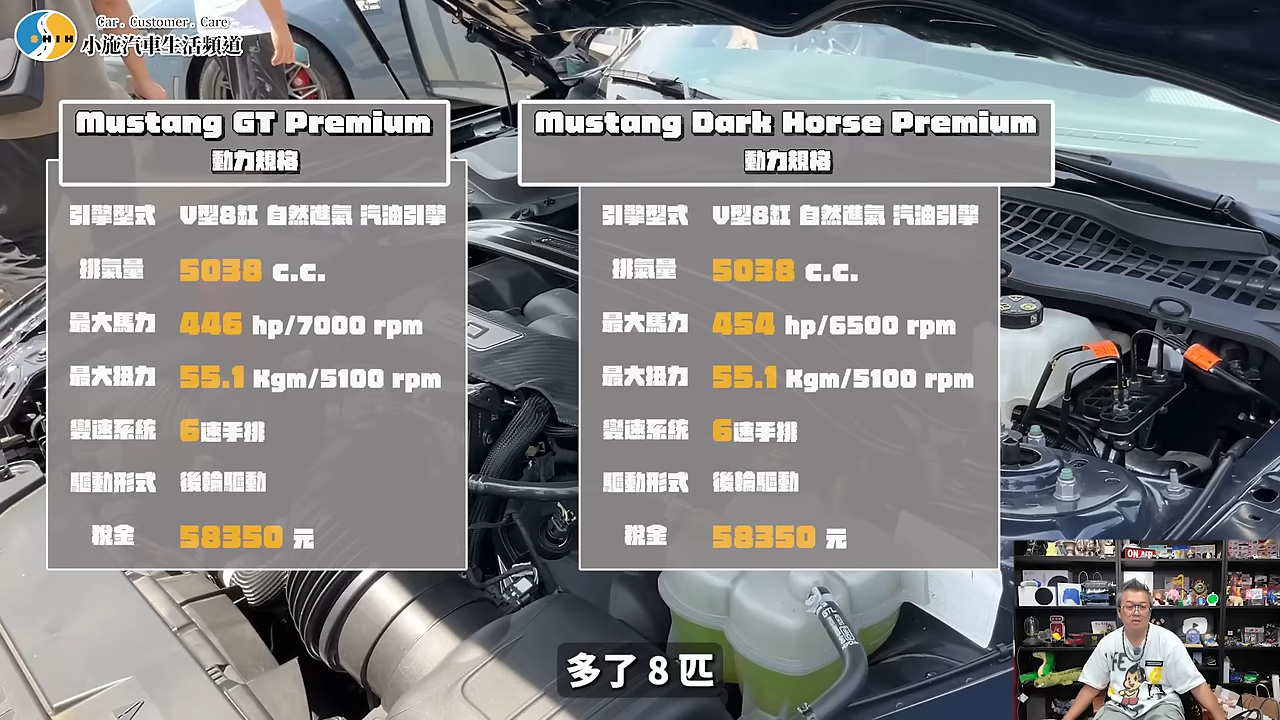 Car. Customer. Care
SHIH
小施汽車生活頻道
Mustang GT Premium
動力規格
引擎型式 V型8缸 自然進氣 汽油引擎
排氣量 5038 c.c.
最大馬力 446 hp/7000 rpm
最大扭力 55.1 Kgm/5100 rpm
變速系統 6速手排
驅動形式 後輪驅動
稅金 58350 元
Mustang Dark Horse Premium
動力規格
引擎型式 V型8缸 自然進氣 汽油引擎
排氣量 5038 c.c.
最大馬力 454 hp/6500 rpm
最大扭力 55.1 Kgm/5100 rpm
變速系統 6速手排
驅動形式 後輪驅動
稅金 58350 元
ON AIR
多了8匹